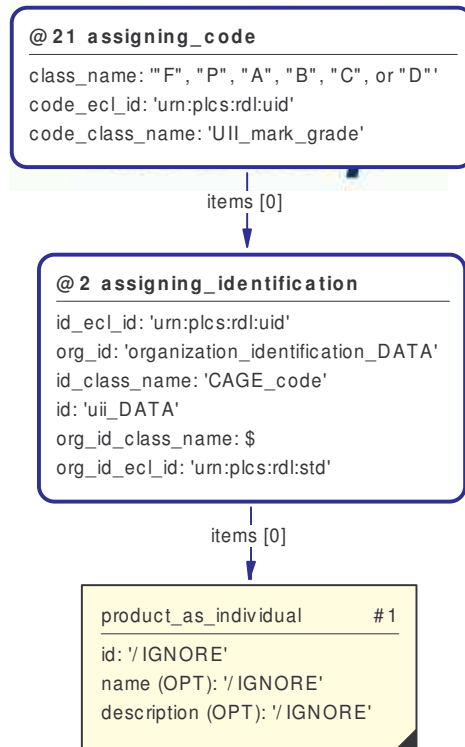 @21 assigning_code
class_name: '"F", "P", "A", "B", "C", or "D"'
code_ecl_id: 'urn:plcs:rdl:uid'
code_class_name: 'UII_mark_grade'
items [0]
@2 assigning_identification
id_ecl_id: 'urn:plcs:rdl:uid'
org_id: 'organization_identification_DATA'
id_class_name: 'CAGE_code'
id: 'uii_DATA'
org_id_class_name: $
org_id_ecl_id: 'urn:plcs:rdl:std'
items [0]
product_as_individual #1
id: '/IGNORE'
name (OPT): '/IGNORE'
description (OPT): '/IGNORE'